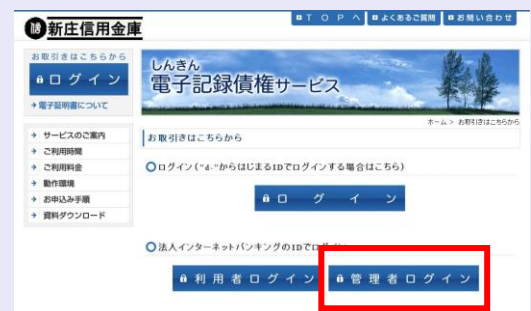 新庄信用金庫
TOPへ よくあるご質問 お問い合わせ
お取引きはこちらから
ログイン
電子証明書について
サービスのご案内
ご利用時間
ご利用料金
動作環境
お申込み手順
資料ダウンロード
しんきん
電子記録債権サービス
ホーム > お取引きはこちらから
お取引きはこちらから
ログイン("d-"からはじまるIDでログインする場合はこちら)
ログイン
法人インターネットバンキングのIDで
利用者ログイン
管理者ログイン